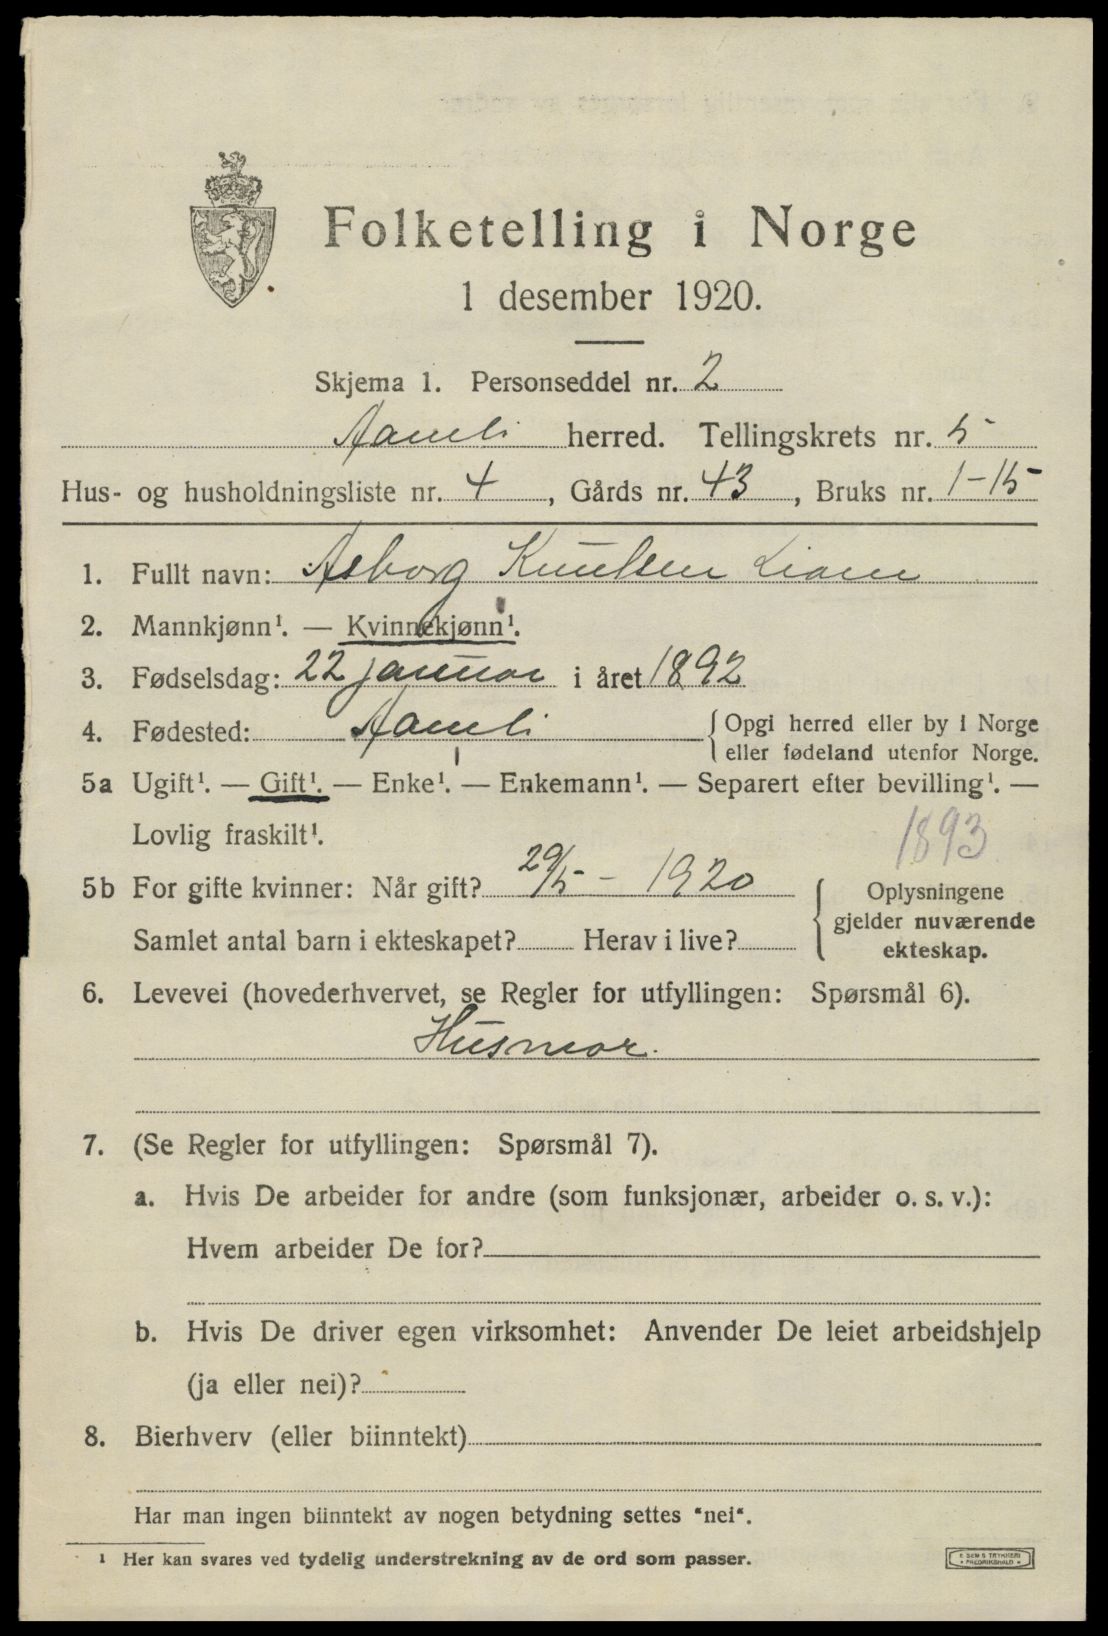 Folketelling i Norge
1 desember 1920.
Skjema 1. Personseddel nr. 2
Aamli herred. Tellingskrets nr. 5
Hus- og husholdningsliste nr. 4, Gårds nr. 43, Bruks nr. 1-15
1. Fullt navn: Asborg Knutsen Liane
2. Mannkjønn¹. — Kvinnekjønn¹.
3. Fødselsdag: 22 januar i året 1892
4. Fødested: Aamli {Opgi herred eller by i Norge
eller fødeland utenfor Norge.
5a Ugift¹. — Gift¹. — Enke¹. — Enkemann¹. — Separert efter bevilling¹. —
Lovlig fraskilt¹.
1893
5b For gifte kvinner: Når gift? 29/5 - 1920
Samlet antal barn i ekteskapet? Herav i live?
{Oplysningene
gjelder nuværende
ekteskap.
6. Levevei (hovederhvervet, se Regler for utfyllingen: Spørsmål 6).
Husmor.
7. (Se Regler for utfyllingen: Spørsmål 7).
a. Hvis De arbeider for andre (som funksjonær, arbeider o. s. v.):
Hvem arbeider De for?
b. Hvis De driver egen virksomhet: Anvender De leiet arbeidshjelp
(ja eller nei)?
8. Bierhverv (eller biinntekt)
Har man ingen biinntekt av nogen betydning settes "nei".
¹ Her kan svares ved tydelig understrekning av de ord som passer.
E SEMS TRYKKERI
FREDRIKSHALD